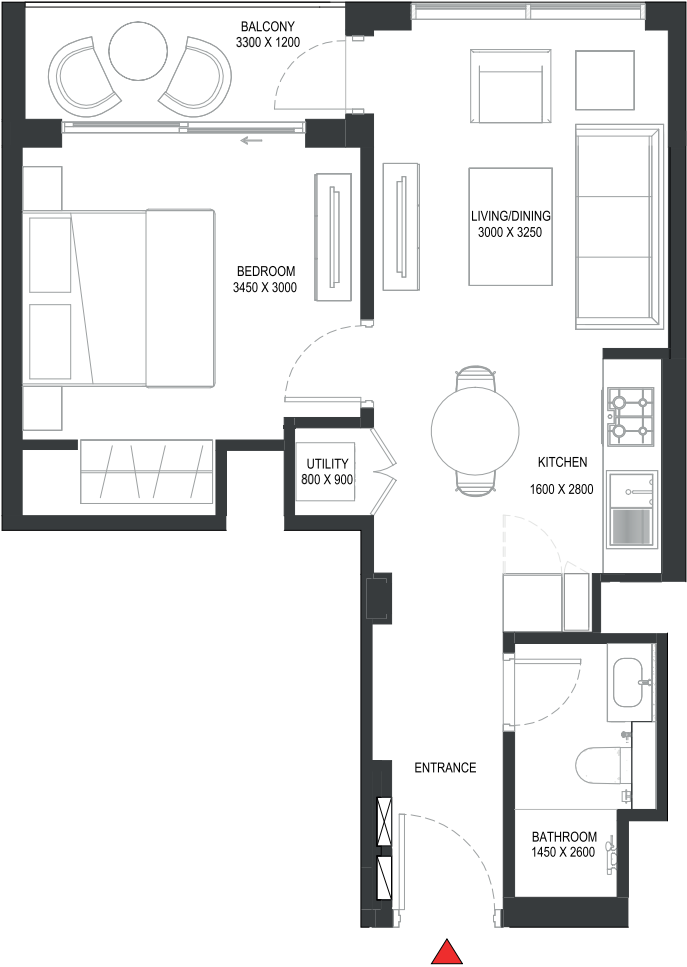 BALCONY
3300 X 1200
LIVING/DINING
3000 X 3250
BEDROOM
3450 X 3000
UTILITY
800 X 900
KITCHEN
1600 X 2800
ENTRANCE
BATHROOM
1450 X 2600